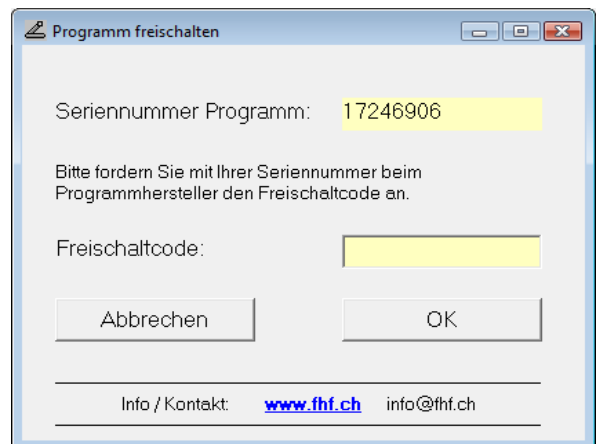 Programm freischalten
Seriennummer Programm: 17246906
Bitte fordern Sie mit Ihrer Seriennummer beim
Programmhersteller den Freischaltcode an.
Freischaltcode:
Abbrechen OK
Info / Kontakt: www.fhf.ch info@fhf.ch